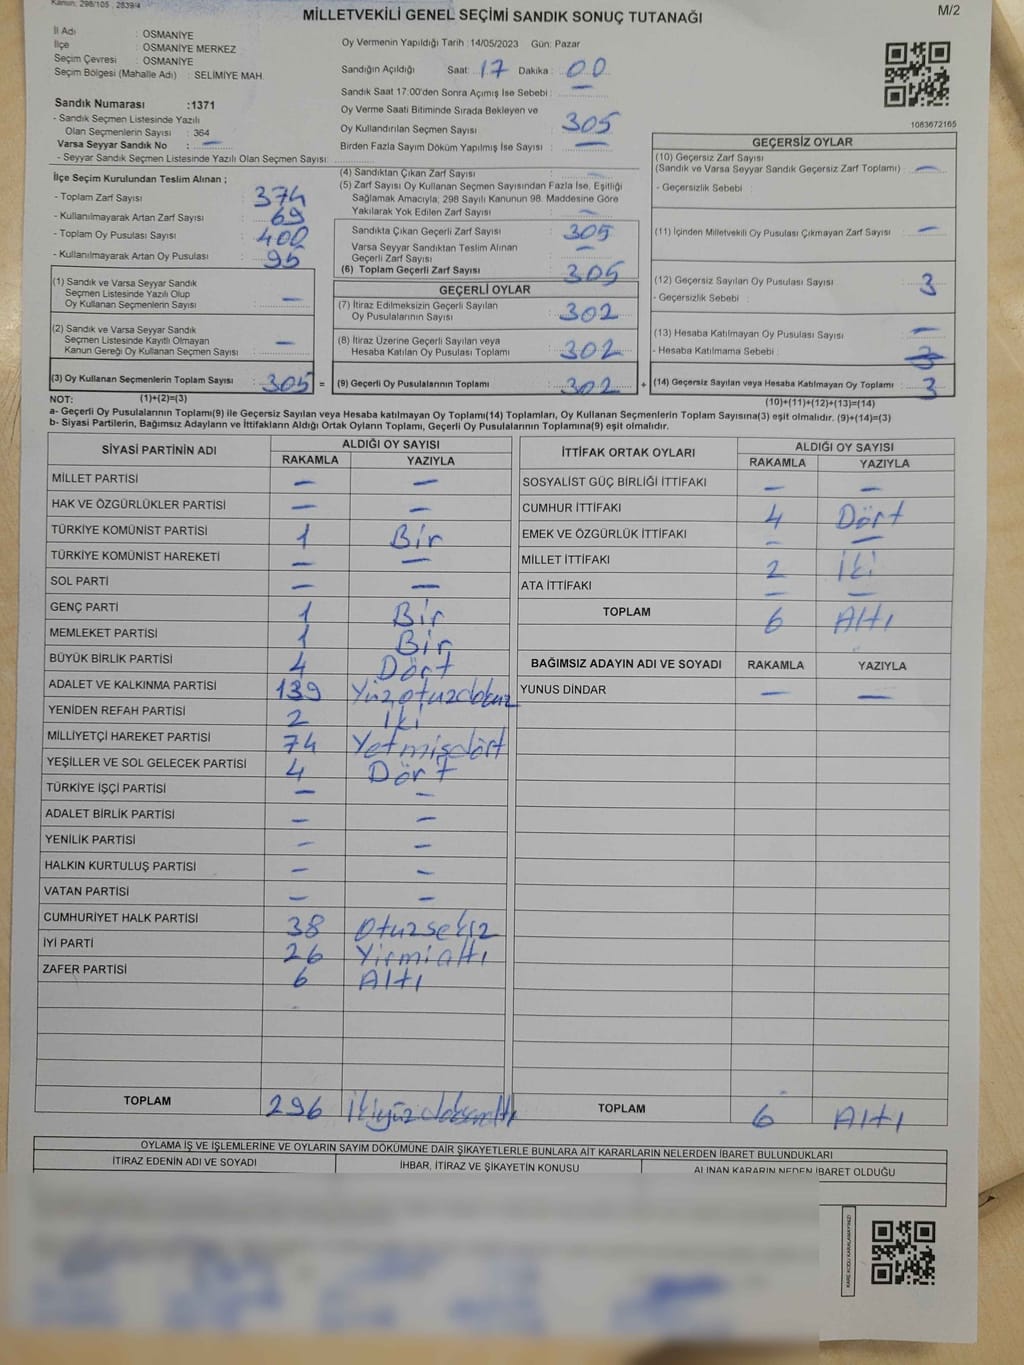 Kanun: 298/105 , 2839/4
MİLLETVEKİLİ GENEL SEÇİMİ SANDIK SONUÇ TUTANAĞI
M/2
İl Adı : OSMANİYE
İlçe : OSMANİYE MERKEZ
Seçim Çevresi : OSMANİYE
Seçim Bölgesi (Mahalle Adı) : SELİMİYE MAH.
Sandık Numarası :1371
- Sandık Seçmen Listesinde Yazılı
Olan Seçmenlerin Sayısı : 364
Varsa Seyyar Sandık No : —
- Seyyar Sandık Seçmen Listesinde Yazılı Olan Seçmen Sayısı:
Oy Vermenin Yapıldığı Tarih :14/05/2023 Gün: Pazar
Sandığın Açıldığı Saat: 17 Dakika : 00
Sandık Saat 17.00'den Sonra Açımış İse Sebebi : —
Oy Verme Saati Bitiminde Sırada Bekleyen ve
Oy Kullandırılan Seçmen Sayısı : 305
Birden Fazla Sayım Döküm Yapılmış İse Sayısı : —
1083672165
İlçe Seçim Kurulundan Teslim Alınan ;
- Toplam Zarf Sayısı : 374
- Kullanılmayarak Artan Zarf Sayısı : 69
- Toplam Oy Pusulası Sayısı : 400
- Kullanılmayarak Artan Oy Pusulası : 95
(1) Sandık ve Varsa Seyyar Sandık
Seçmen Listesinde Yazılı Olup
Oy Kullanan Seçmenlerin Sayısı : —
(2) Sandık ve Varsa Seyyar Sandık
Seçmen Listesinde Kayıtlı Olmayan
Kanun Gereği Oy Kullanan Seçmen Sayısı : —
(3) Oy Kullanan Seçmenlerin Toplam Sayısı : 305 =
(4) Sandıktan Çıkan Zarf Sayısı :
(5) Zarf Sayısı Oy Kullanan Seçmen Sayısından Fazla İse, Eşitliği
Sağlamak Amacıyla, 298 Sayılı Kanunun 98. Maddesine Göre
Yakılarak Yok Edilen Zarf Sayısı : —
Sandıkta Çıkan Geçerli Zarf Sayısı : 305
Varsa Seyyar Sandıktan Teslim Alınan
Geçerli Zarf Sayısı : —
(6) Toplam Geçerli Zarf Sayısı : 305
GEÇERLİ OYLAR
(7) İtiraz Edilmeksizin Geçerli Sayılan
Oy Pusulalarının Sayısı : 302
(8) İtiraz Üzerine Geçerli Sayılan veya
Hesaba Katılan Oy Pusulası Toplamı : 302
(9) Geçerli Oy Pusulalarının Toplamı : 302 +
GEÇERSİZ OYLAR
(10) Geçersiz Zarf Sayısı
(Sandık ve Varsa Seyyar Sandık Geçersiz Zarf Toplamı) : —
- Geçersizlik Sebebi :
(11) İçinden Milletvekili Oy Pusulası Çıkmayan Zarf Sayısı : —
(12) Geçersiz Sayılan Oy Pusulası Sayısı : 3
- Geçersizlik Sebebi :
(13) Hesaba Katılmayan Oy Pusulası Sayısı : —
- Hesaba Katılmama Sebebi : 3
(14) Geçersiz Sayılan veya Hesaba Katılmayan Oy Toplamı : 3
NOT: (1)+(2)=(3) (10)+(11)+(12)+(13)=(14)
a- Geçerli Oy Pusulalarının Toplamı(9) ile Geçersiz Sayılan veya Hesaba katılmayan Oy Toplamı(14) Toplamları, Oy Kullanan Seçmenlerin Toplam Sayısına(3) eşit olmalıdır. (9)+(14)=(3)
b- Siyasi Partilerin, Bağımsız Adayların ve İttifakların Aldığı Ortak Oyların Toplamı, Geçerli Oy Pusulalarının Toplamına(9) eşit olmalıdır.
SİYASİ PARTİNİN ADI ALDIĞI OY SAYISI
RAKAMLA YAZIYLA
MİLLET PARTİSİ — —
HAK VE ÖZGÜRLÜKLER PARTİSİ — —
TÜRKİYE KOMÜNİST PARTİSİ 1 Bir
TÜRKİYE KOMÜNİST HAREKETİ — —
SOL PARTİ — —
GENÇ PARTİ 1 Bir
MEMLEKET PARTİSİ 1 Bir
BÜYÜK BİRLİK PARTİSİ 4 Dört
ADALET VE KALKINMA PARTİSİ 139 Yüzotuzdokuz
YENİDEN REFAH PARTİSİ 2 İki
MİLLİYETÇİ HAREKET PARTİSİ 74 Yetmişdört
YEŞİLLER VE SOL GELECEK PARTİSİ 4 Dört
TÜRKİYE İŞÇİ PARTİSİ — —
ADALET BİRLİK PARTİSİ — —
YENİLİK PARTİSİ — —
HALKIN KURTULUŞ PARTİSİ — —
VATAN PARTİSİ — —
CUMHURİYET HALK PARTİSİ 38 Otuzsekiz
İYİ PARTİ 26 Yirmialtı
ZAFER PARTİSİ 6 Altı
TOPLAM 296 İkiyüzdoksanaltı
İTTİFAK ORTAK OYLARI ALDIĞI OY SAYISI
RAKAMLA YAZIYLA
SOSYALİST GÜÇ BİRLİĞİ İTTİFAKI — —
CUMHUR İTTİFAKI 4 Dört
EMEK VE ÖZGÜRLÜK İTTİFAKI — —
MİLLET İTTİFAKI 2 İki
ATA İTTİFAKI — —
TOPLAM 6 Altı
BAĞIMSIZ ADAYIN ADI VE SOYADI RAKAMLA YAZIYLA
YUNUS DİNDAR — —
TOPLAM 6 Altı
OYLAMA İŞ VE İŞLEMLERİNE VE OYLARIN SAYIM DÖKÜMÜNE DAİR ŞİKAYETLERLE BUNLARA AİT KARARLARIN NELERDEN İBARET BULUNDUKLARI
İTİRAZ EDENİN ADI VE SOYADI İHBAR, İTİRAZ VE ŞİKAYETİN KONUSU ALINAN KARARIN NEDEN İBARET OLDUĞU
KARE KODU KARALAMAYINIZ!